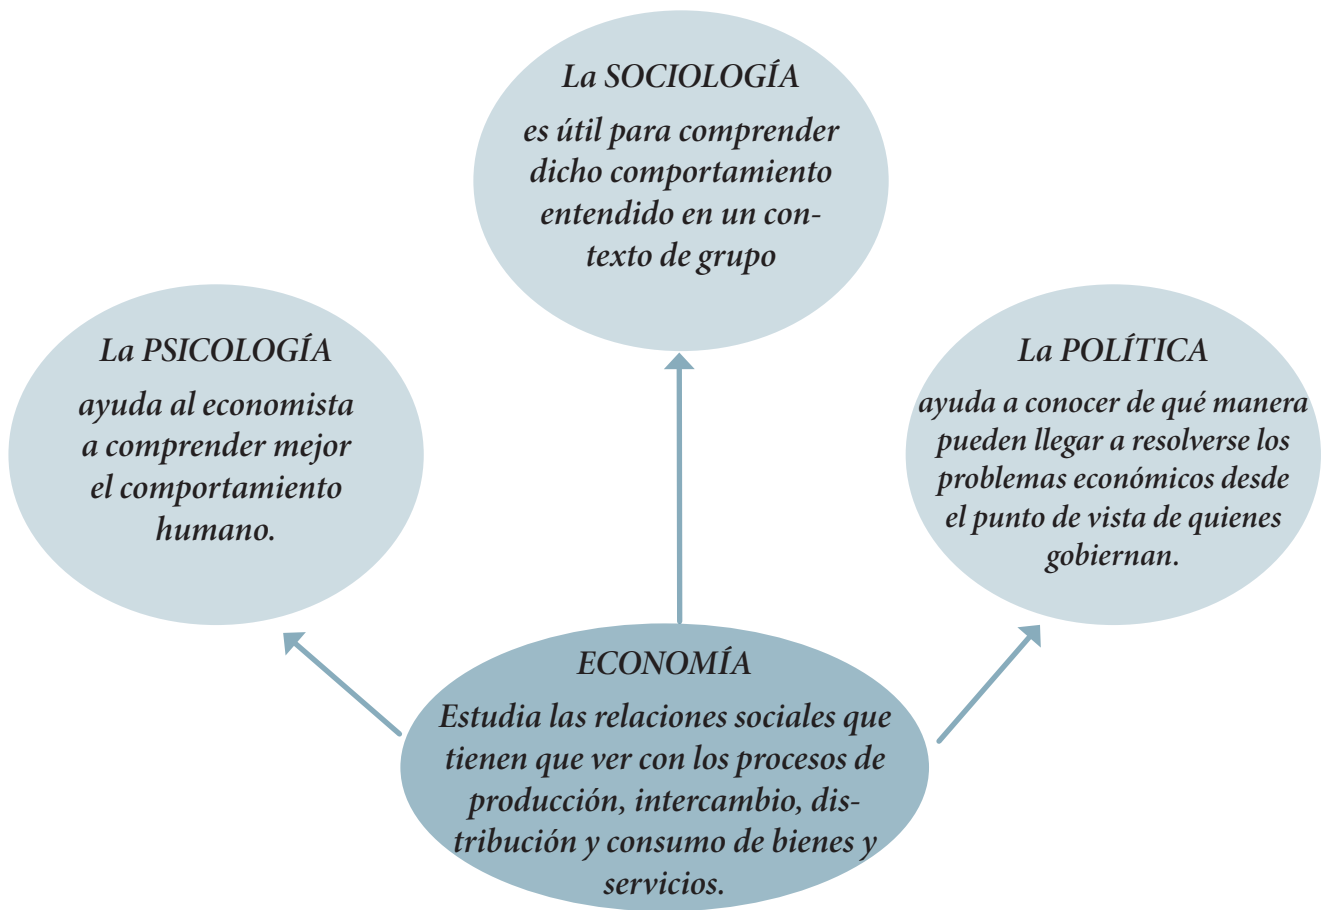 La SOCIOLOGÍA
es útil para comprender
dicho comportamiento
entendido en un con-
texto de grupo
La PSICOLOGÍA
ayuda al economista
a comprender mejor
el comportamiento
humano.
La POLÍTICA
ayuda a conocer de qué manera
pueden llegar a resolverse los
problemas económicos desde
el punto de vista de quienes
gobiernan.
ECONOMÍA
Estudia las relaciones sociales que
tienen que ver con los procesos de
producción, intercambio, dis-
tribución y consumo de bienes y
servicios.